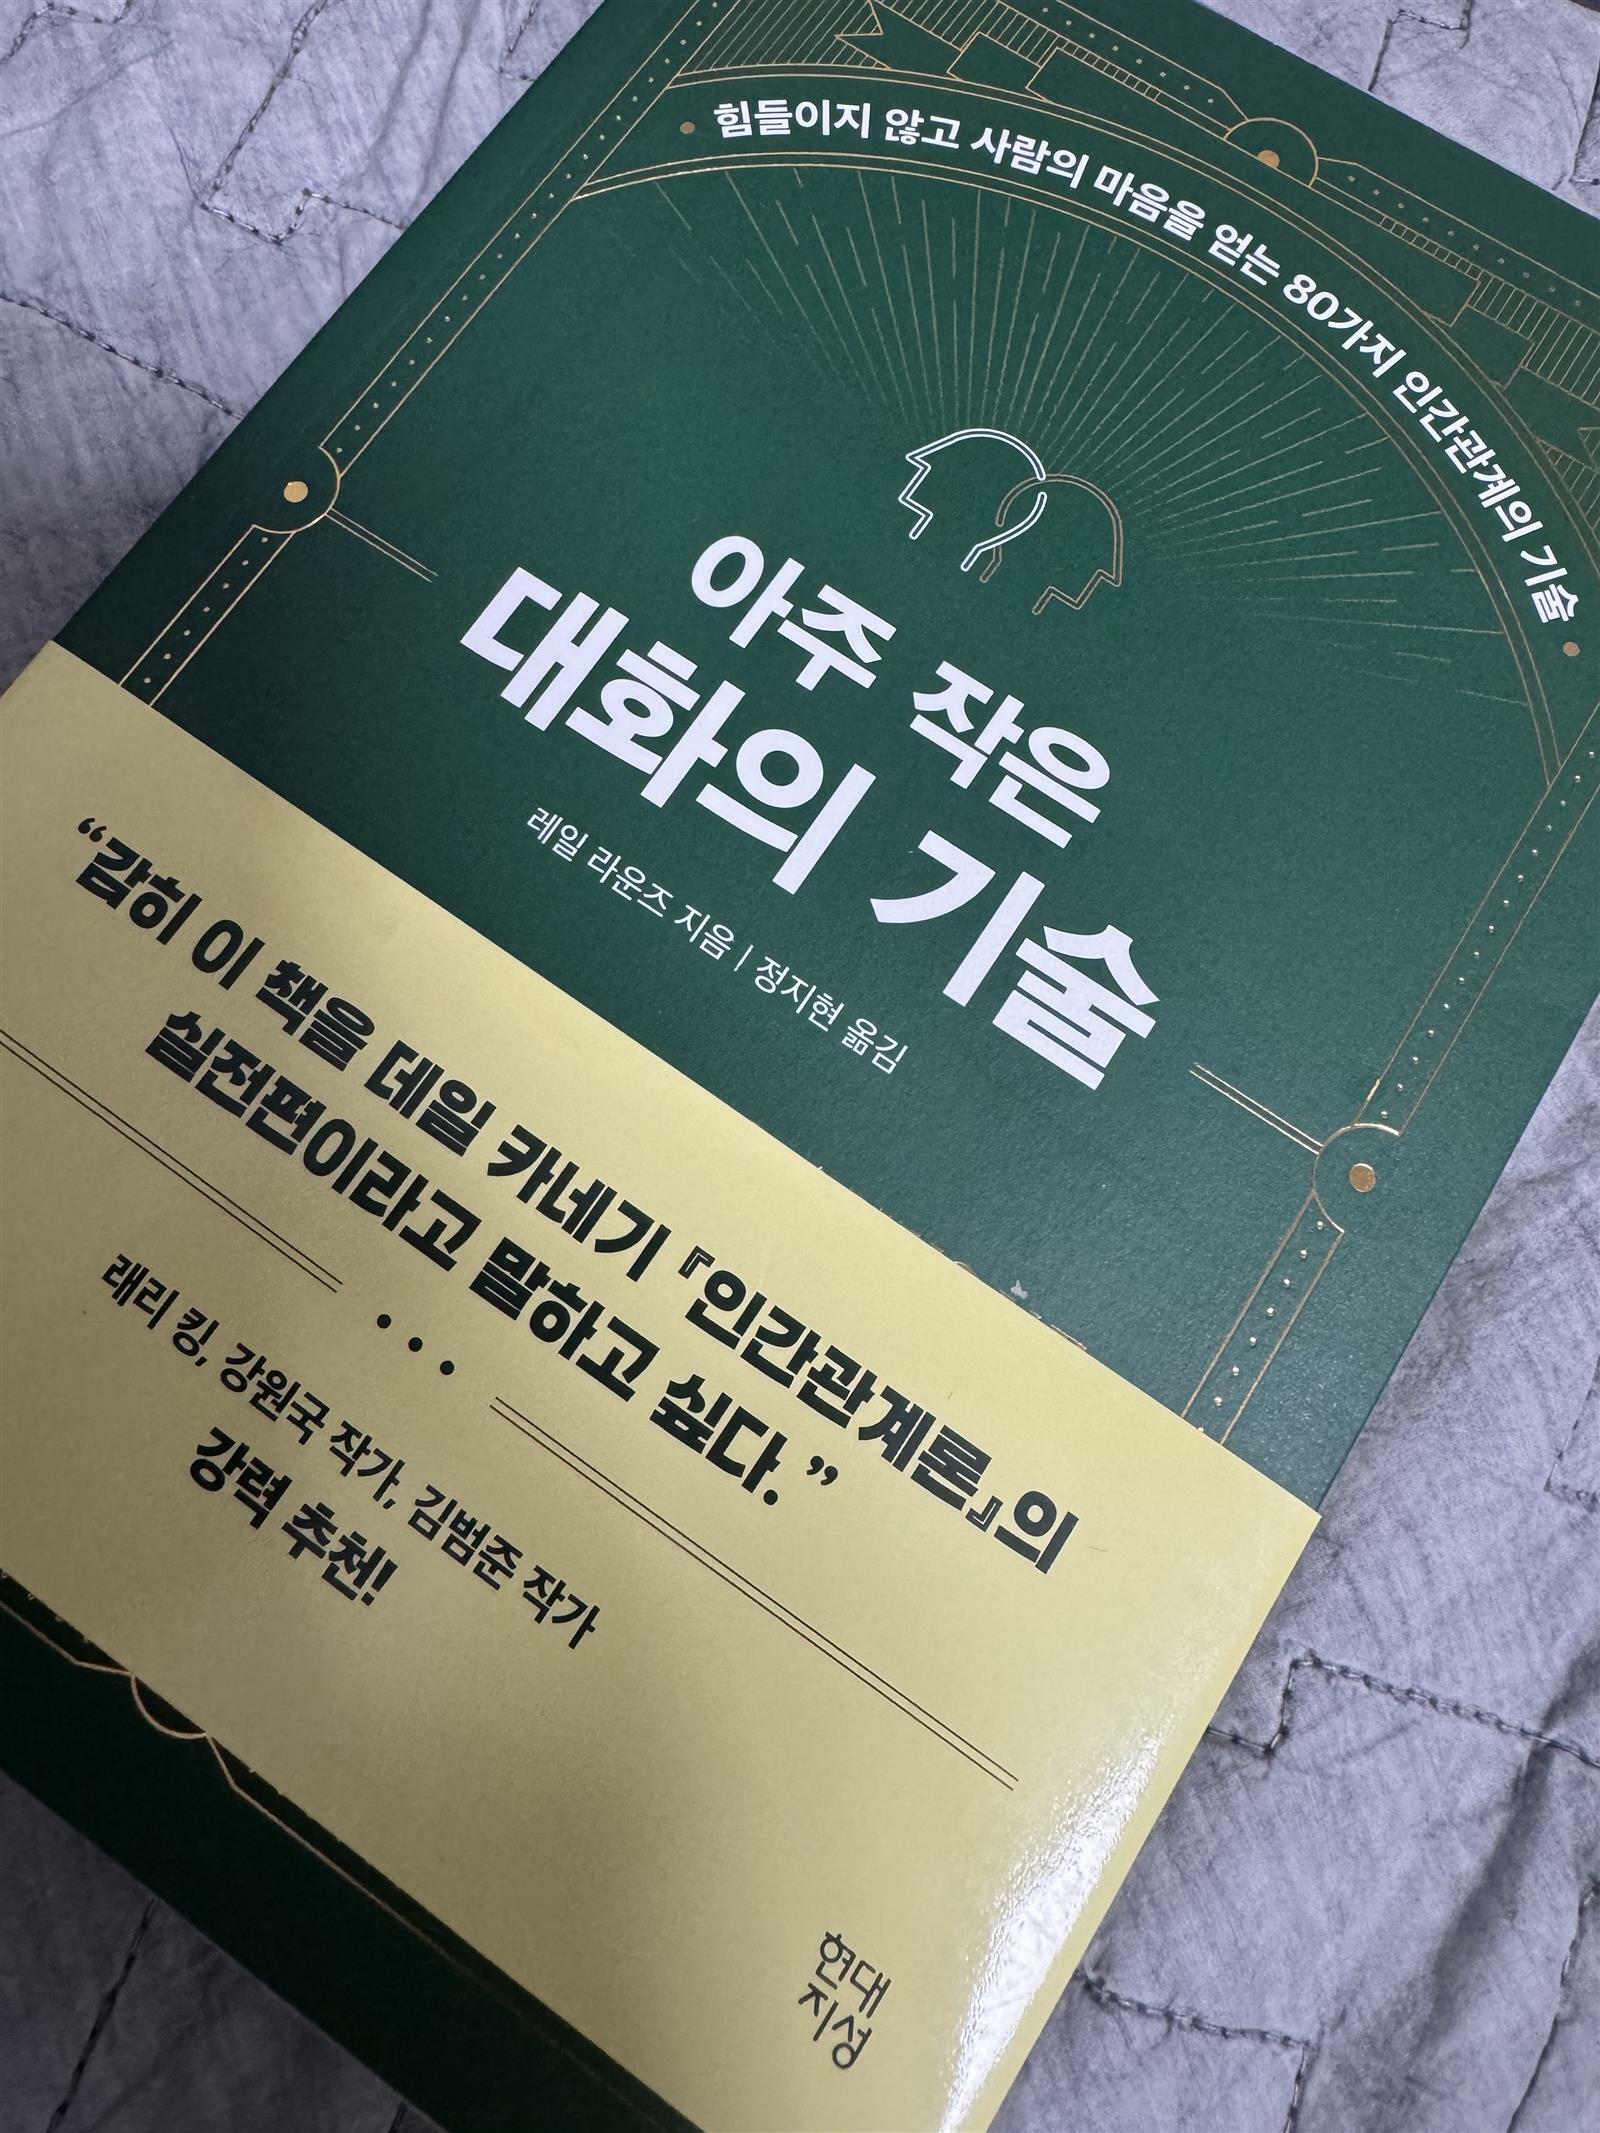 힘들이지 않고 사람의 마음을 얻는 80가지 인간관계의 기술
아주 작은
대화의 기술
레일 라운즈 지음 | 정지현 옮김
“감히 이 책을 데일 카네기 『인간관계론』의
실전편이라고 말하고 싶다.”
래리 킹, 강원국 작가, 김범준 작가
강력 추천!
현대
지성